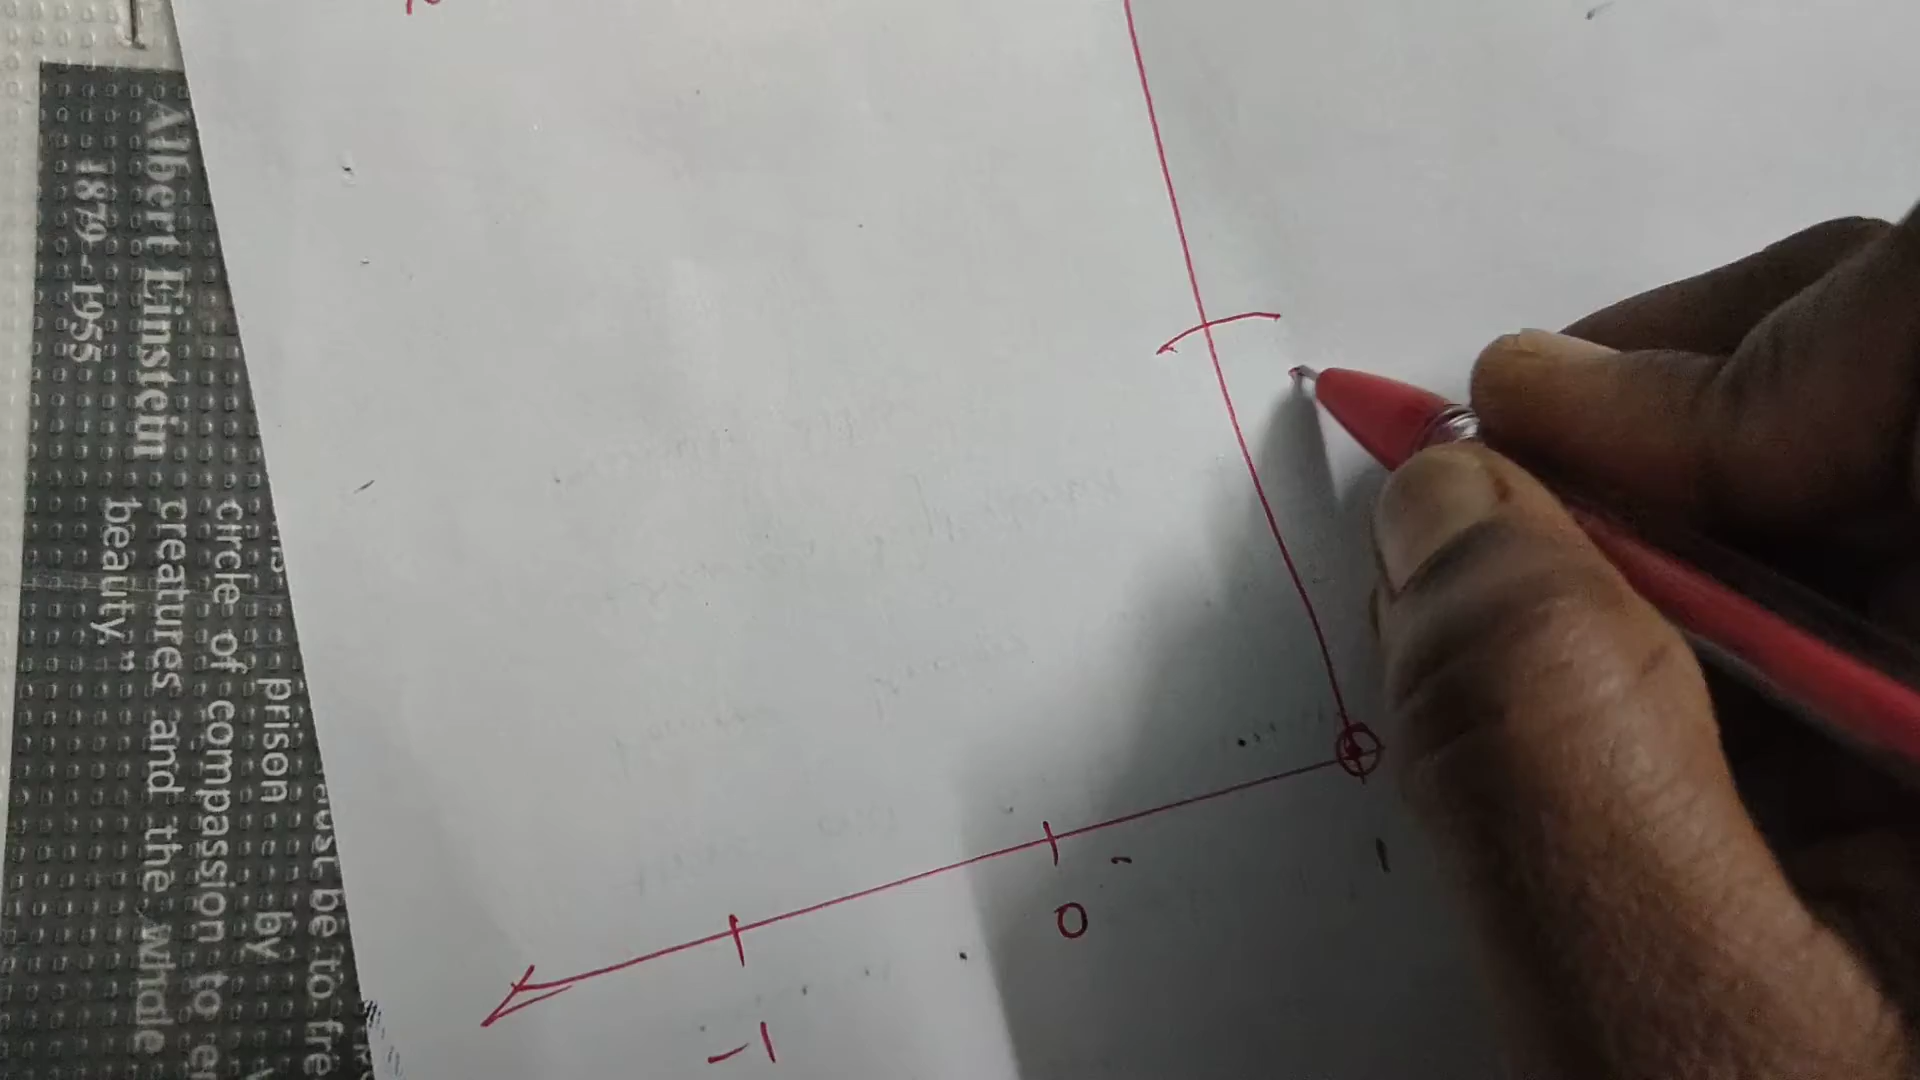 Albert Einstein
1879-1955
circle of compassion to
creatures and the whole
beauty."
prison by
ust be to fre
0
1
-1